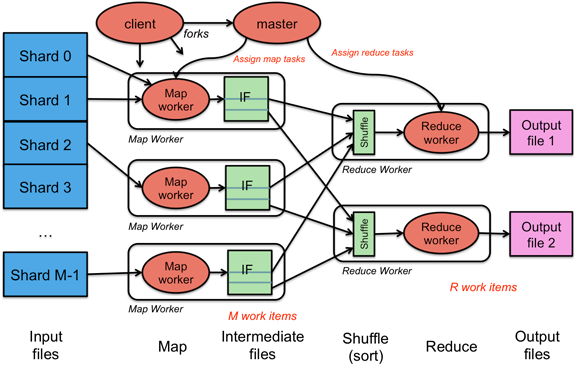 client
forks
master
Assign map tasks
Assign reduce tasks
Shard 0
Shard 1
Shard 2
Shard 3
...
Shard M-1
Map
worker
IF
Map Worker
Map
worker
IF
Map Worker
Map
worker
IF
Map Worker
M work items
Shuffle
Reduce
worker
Reduce Worker
Shuffle
Reduce
worker
Reduce Worker
R work items
Output
file 1
Output
file 2
Input
files
Map
Intermediate
files
Shuffle
(sort)
Reduce
Output
files